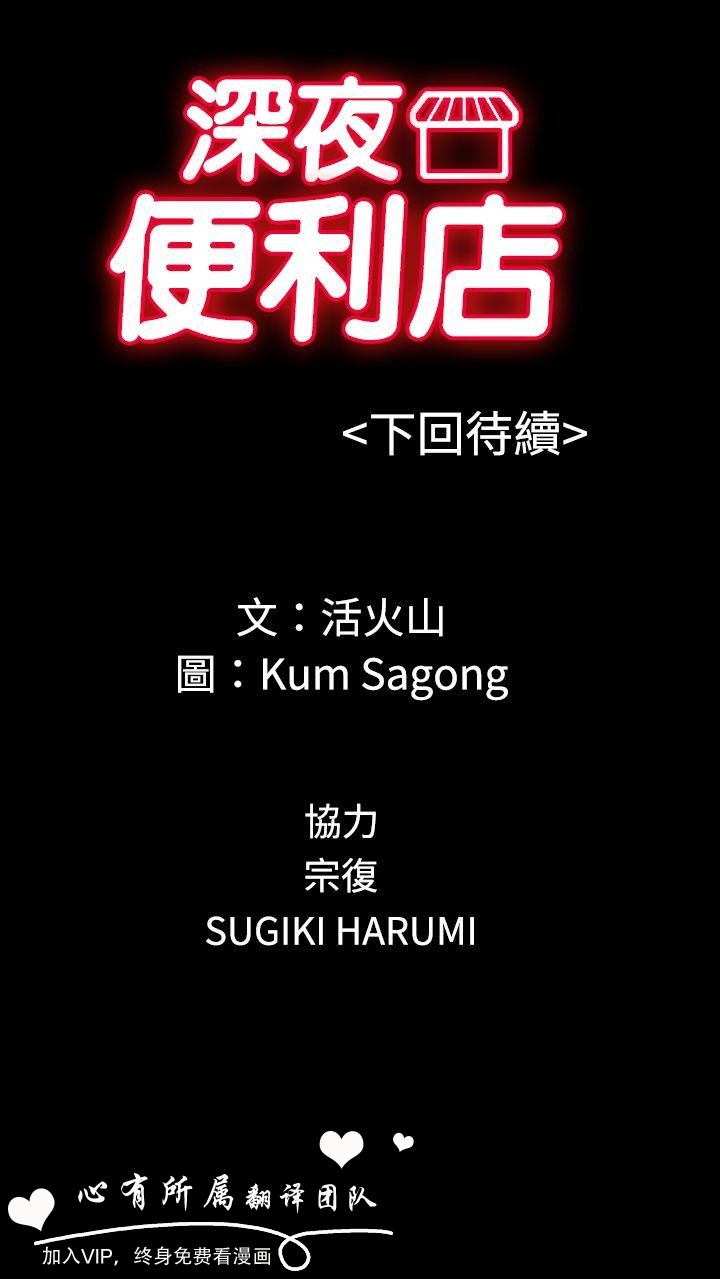 深夜
便利店
<下回待續>
文：活火山
圖：Kum Sagong
協力
宗復
SUGIKI HARUMI
心有所属翻译团队
加入VIP，终身免费看漫画